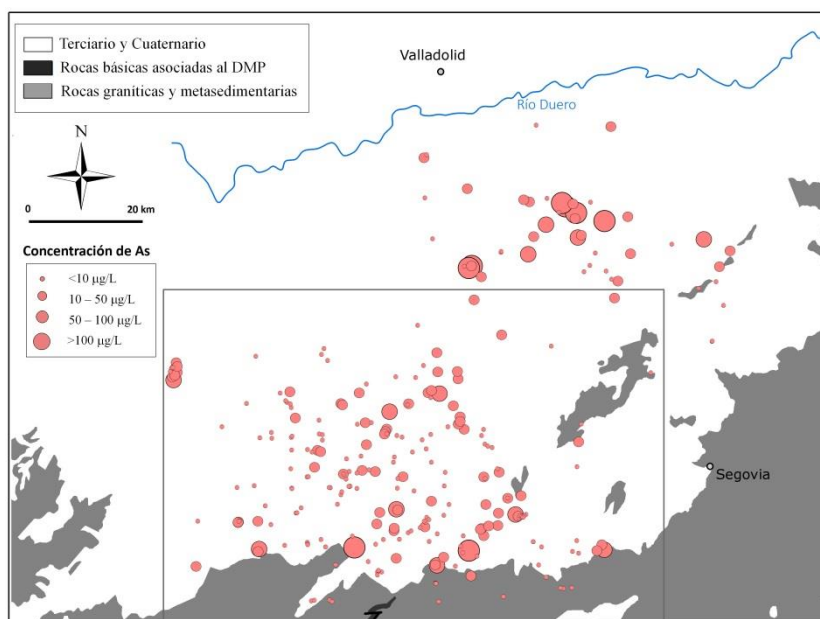 Terciario y Cuaternario
Rocas básicas asociadas al DMP
Rocas graníticas y metasedimentarias
Valladolid
Río Duero
N
0 20 km
Concentración de As
<10 µg/L
10 – 50 µg/L
50 – 100 µg/L
>100 µg/L
Segovia